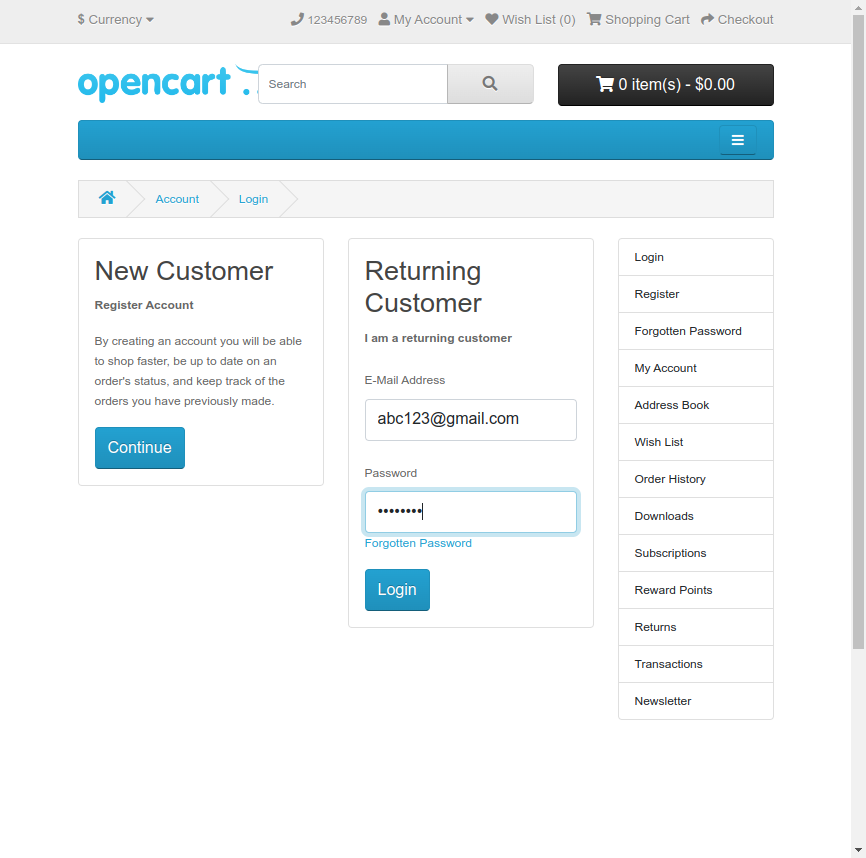 $ Currency
123456789 My Account Wish List (0) Shopping Cart Checkout
opencart
Search
0 item(s) - $0.00
Account
Login
New Customer
Register Account
By creating an account you will be able
to shop faster, be up to date on an
order's status, and keep track of the
orders you have previously made.
Continue
Returning
Customer
I am a returning customer
E-Mail Address
abc123@gmail.com
Password
••••••••
Forgotten Password
Login
Login
Register
Forgotten Password
My Account
Address Book
Wish List
Order History
Downloads
Subscriptions
Reward Points
Returns
Transactions
Newsletter